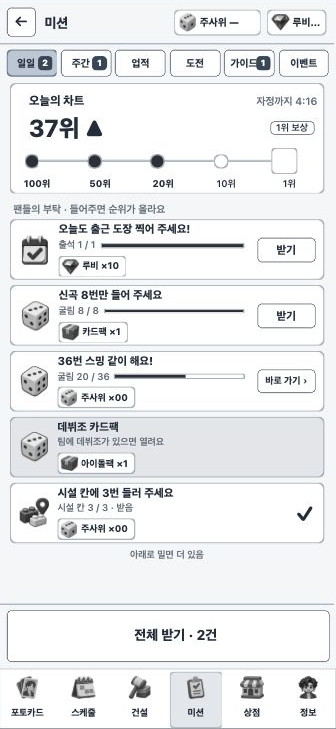 ← 미션
주사위 —
루비...
일일 2
주간 1
업적
도전
가이드 1
이벤트
오늘의 차트
자정까지 4:16
37위 ▲
1위 보상
100위
50위
20위
10위
1위
팬들의 부탁 · 들어주면 순위가 올라요
오늘도 출근 도장 찍어 주세요!
출석 1 / 1
루비 ×10
받기
신곡 8번만 들어 주세요
굴림 8 / 8
카드팩 ×1
받기
36번 스밍 같이 해요!
굴림 20 / 36
주사위 ×00
바로 가기 ›
데뷔조 카드팩
팀에 데뷔조가 있으면 열려요
아이돌팩 ×1
시설 칸에 3번 들러 주세요
시설 칸 3 / 3 · 받음
주사위 ×00
아래로 밀면 더 있음
전체 받기 · 2건
포토카드
스케줄
건설
미션
상점
정보